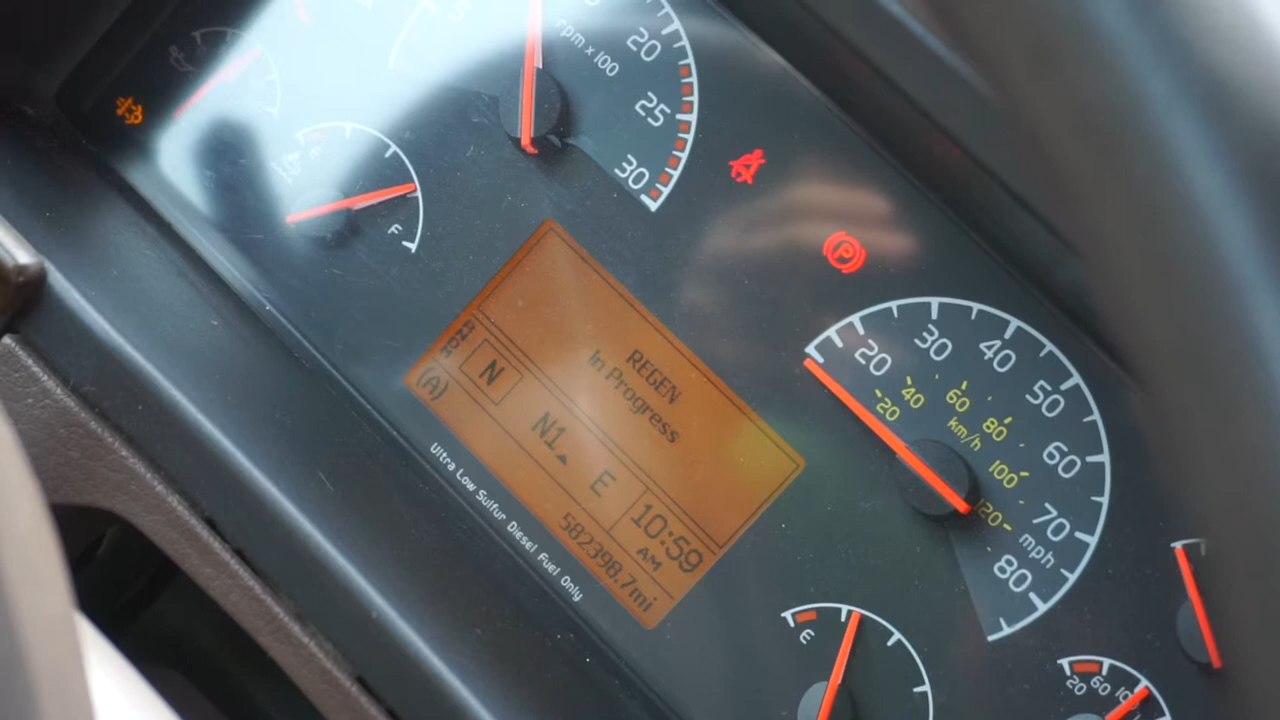 rpm x 100
20
25
30
E
F
P
REGEN
In Progress
N
N1
E
10:59
AM
(A)
582398.7mi
Ultra Low Sulfur Diesel Fuel Only
20
30
40
50
60
70
80
mph
20
40
60
80
100
120
km/h
E
20
60